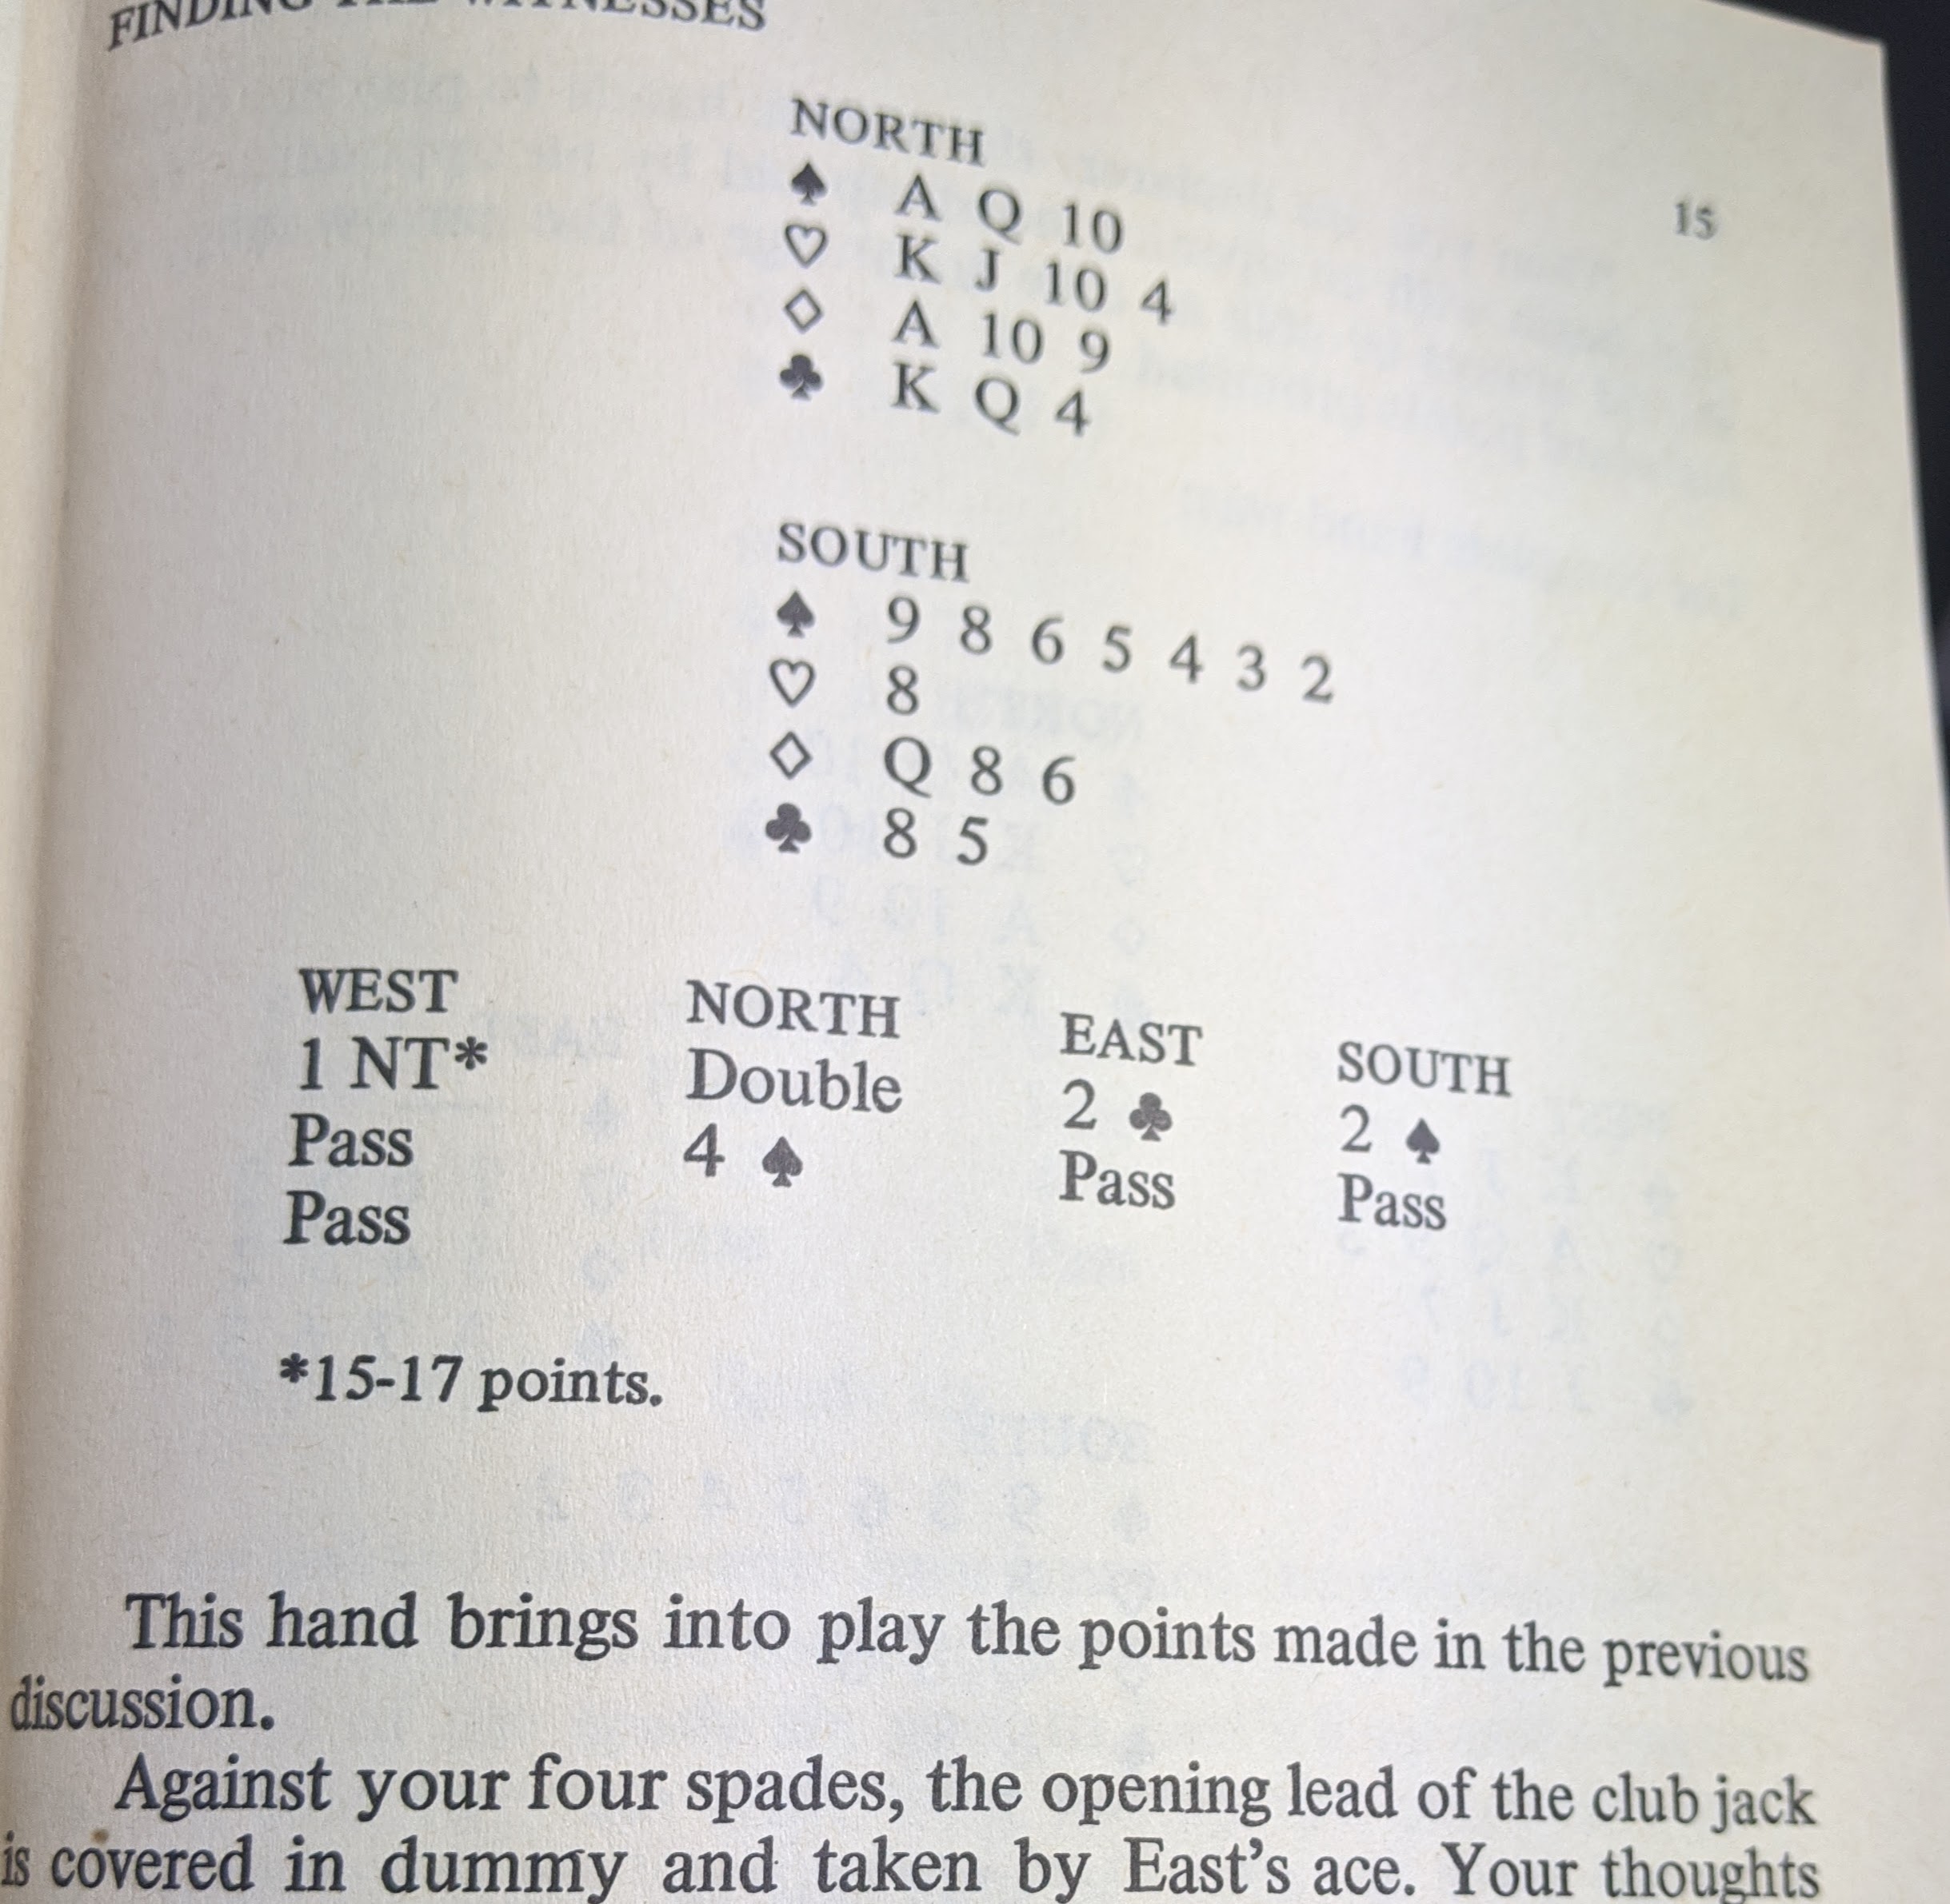 FINDING THE WITNESSES
15
NORTH
♠ A Q 10
♡ K J 10 4
♢ A 10 9
♣ K Q 4
SOUTH
♠ 9 8 6 5 4 3 2
♡ 8
♢ Q 8 6
♣ 8 5
WEST NORTH EAST SOUTH
1 NT* Double 2 ♣ 2 ♠
Pass 4 ♠ Pass Pass
Pass
*15-17 points.
This hand brings into play the points made in the previous
discussion.
Against your four spades, the opening lead of the club jack
is covered in dummy and taken by East's ace. Your thoughts